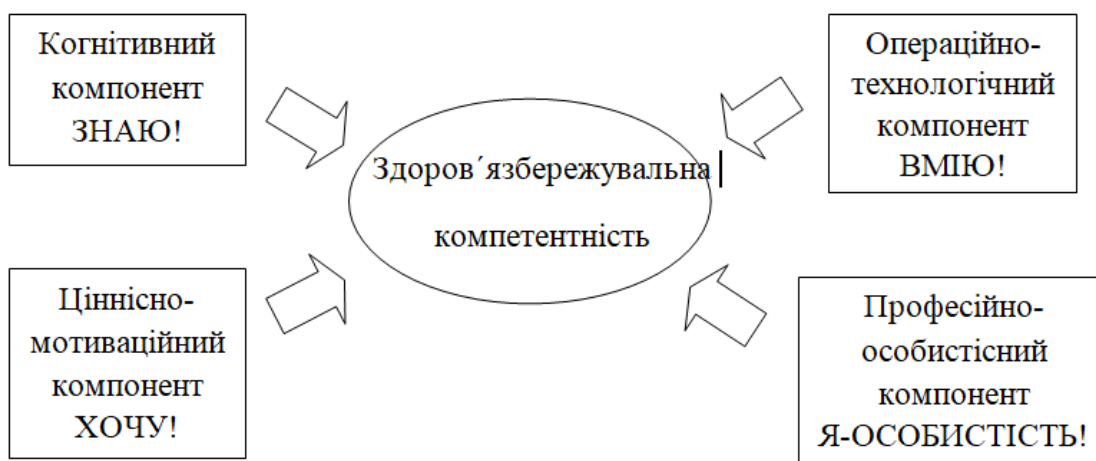 Когнітивний
компонент
ЗНАЮ!
Операційно-
технологічний
компонент
ВМІЮ!
Здоров´язбережувальна
компетентність
Ціннісно-
мотиваційний
компонент
ХОЧУ!
Професійно-
особистісний
компонент
Я-ОСОБИСТІСТЬ!